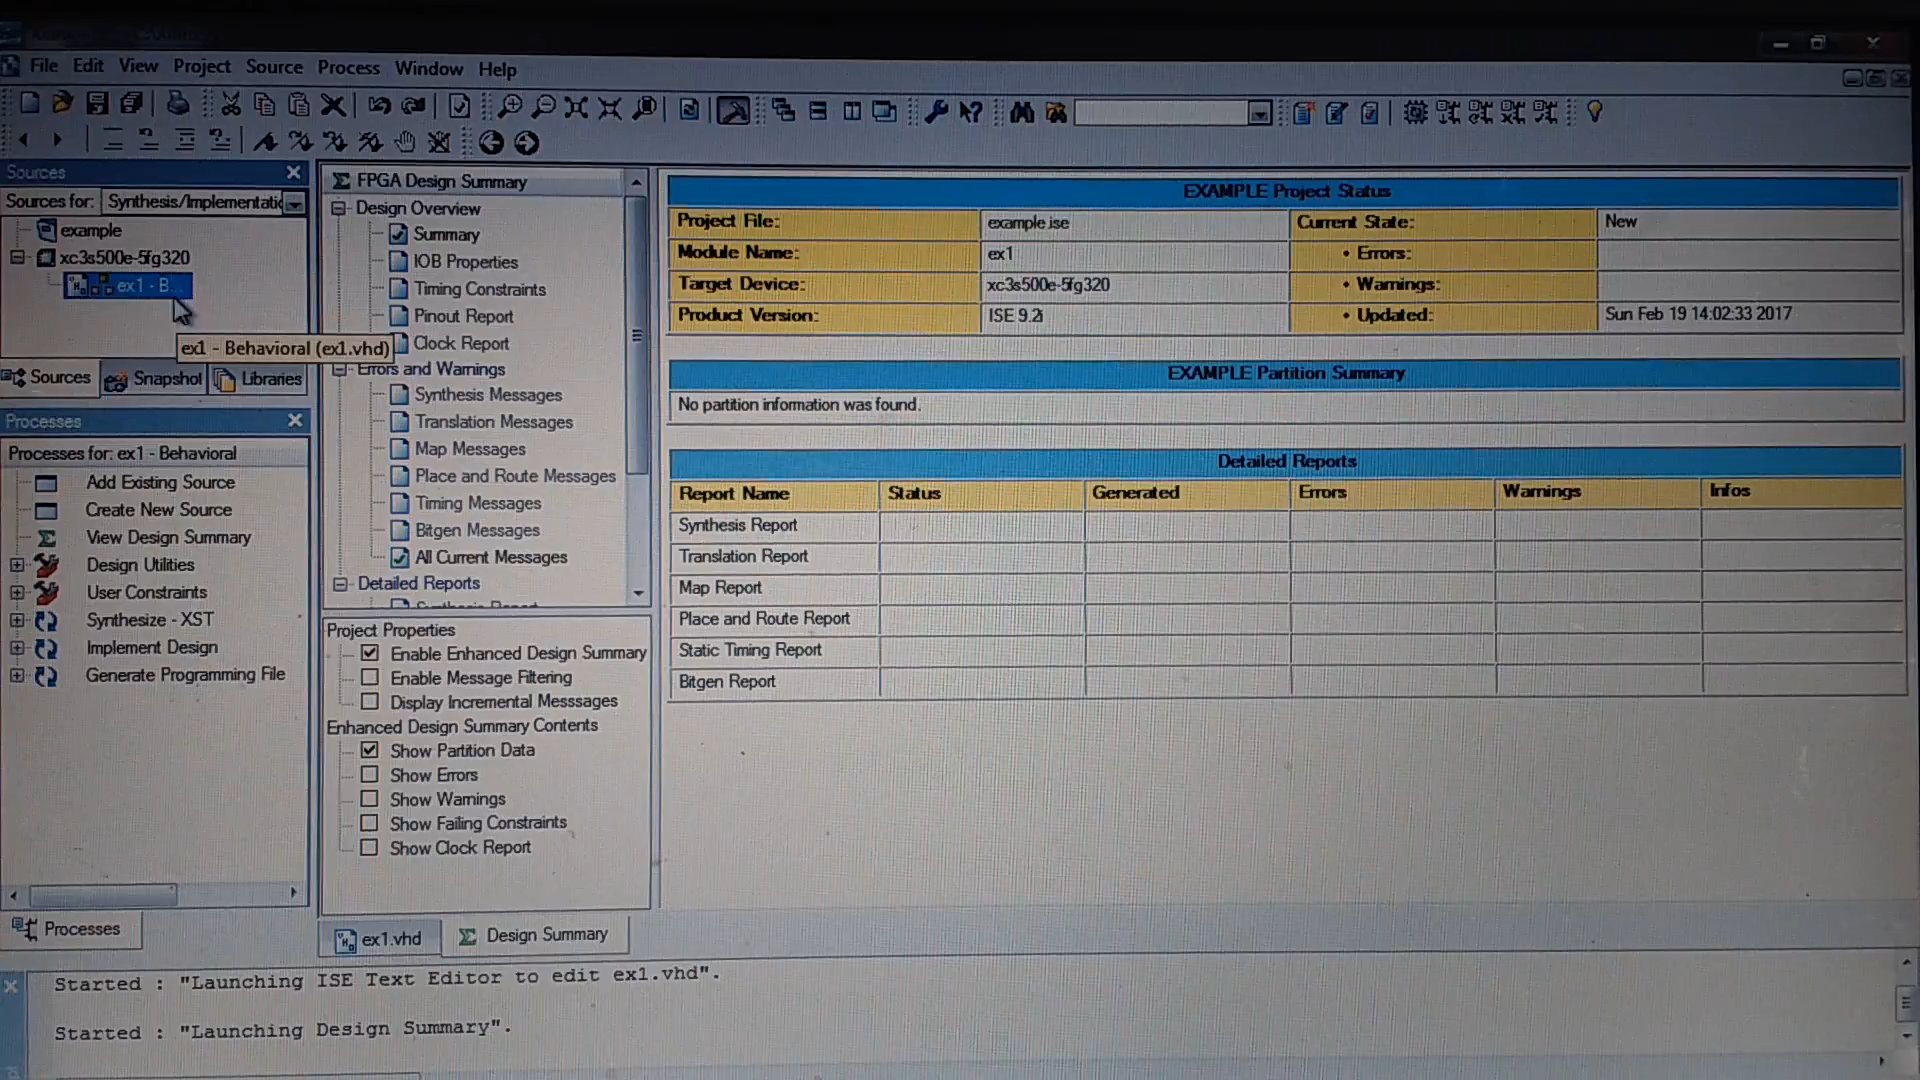 File Edit View Project Source Process Window Help
Sources
Sources for: Synthesis/Implementatic
example
xc3s500e-5fg320
ex1 - B...
ex1 - Behavioral (ex1.vhd)
Sources Snapshot Libraries
Processes
Processes for: ex1 - Behavioral
Add Existing Source
Create New Source
View Design Summary
Design Utilities
User Constraints
Synthesize - XST
Implement Design
Generate Programming File
Processes
FPGA Design Summary
Design Overview
Summary
IOB Properties
Timing Constraints
Pinout Report
Clock Report
Errors and Warnings
Synthesis Messages
Translation Messages
Map Messages
Place and Route Messages
Timing Messages
Bitgen Messages
All Current Messages
Detailed Reports
Project Properties
Enable Enhanced Design Summary
Enable Message Filtering
Display Incremental Messsages
Enhanced Design Summary Contents
Show Partition Data
Show Errors
Show Warnings
Show Failing Constraints
Show Clock Report
ex1.vhd Design Summary
EXAMPLE Project Status
Project File: example.ise Current State: New
Module Name: ex1 • Errors:
Target Device: xc3s500e-5fg320 • Warnings:
Product Version: ISE 9.2i • Updated: Sun Feb 19 14:02:33 2017
EXAMPLE Partition Summary
No partition information was found.
Detailed Reports
Report Name Status Generated Errors Warnings Infos
Synthesis Report
Translation Report
Map Report
Place and Route Report
Static Timing Report
Bitgen Report
Started : "Launching ISE Text Editor to edit ex1.vhd".
Started : "Launching Design Summary".